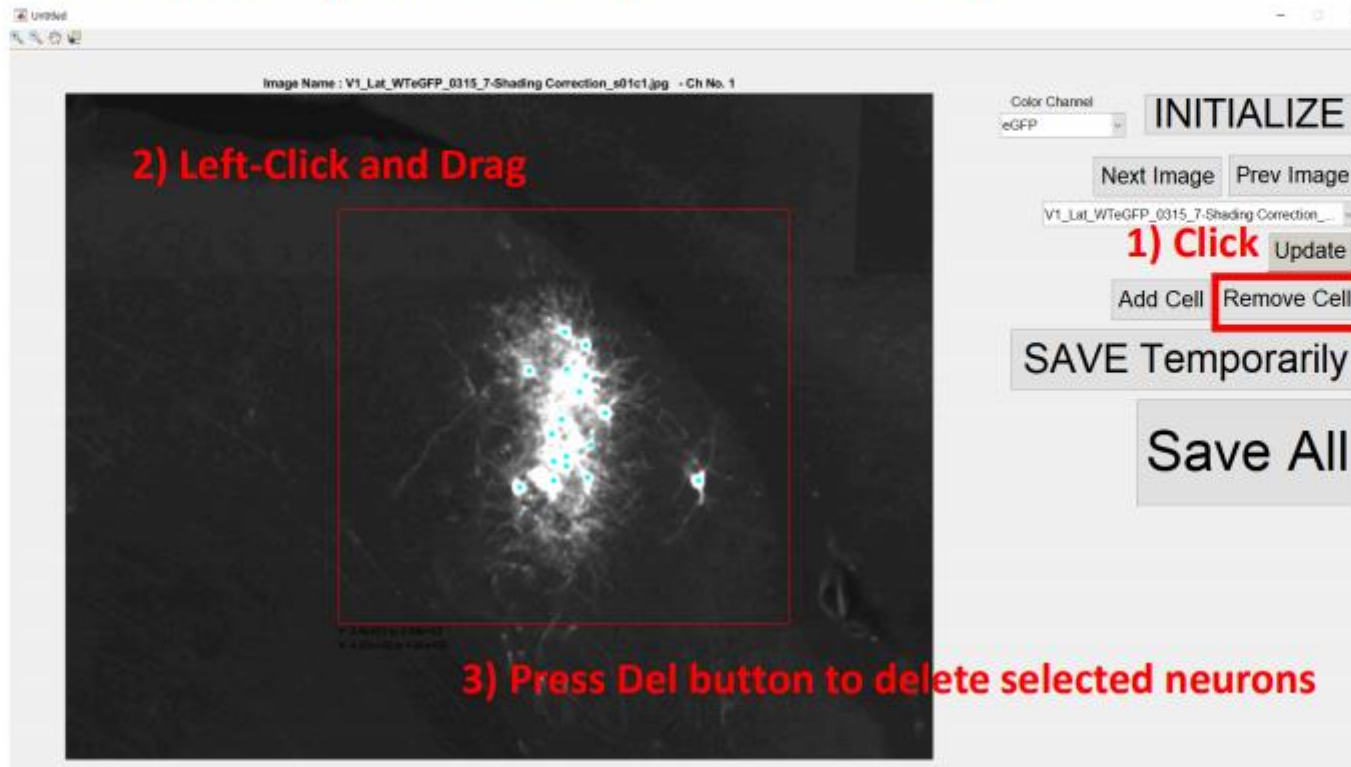 Untitled
Image Name : V1_Lat_WTeGFP_0315_7-Shading Correction_s01c1.jpg - Ch No. 1
Color Channel
eGFP
INITIALIZE
2) Left-Click and Drag
Next Image
Prev Image
V1_Lat_WTeGFP_0315_7-Shading Correction_...
1) Click
Update
Add Cell
Remove Cell
SAVE Temporarily
Save All
3) Press Del button to delete selected neurons